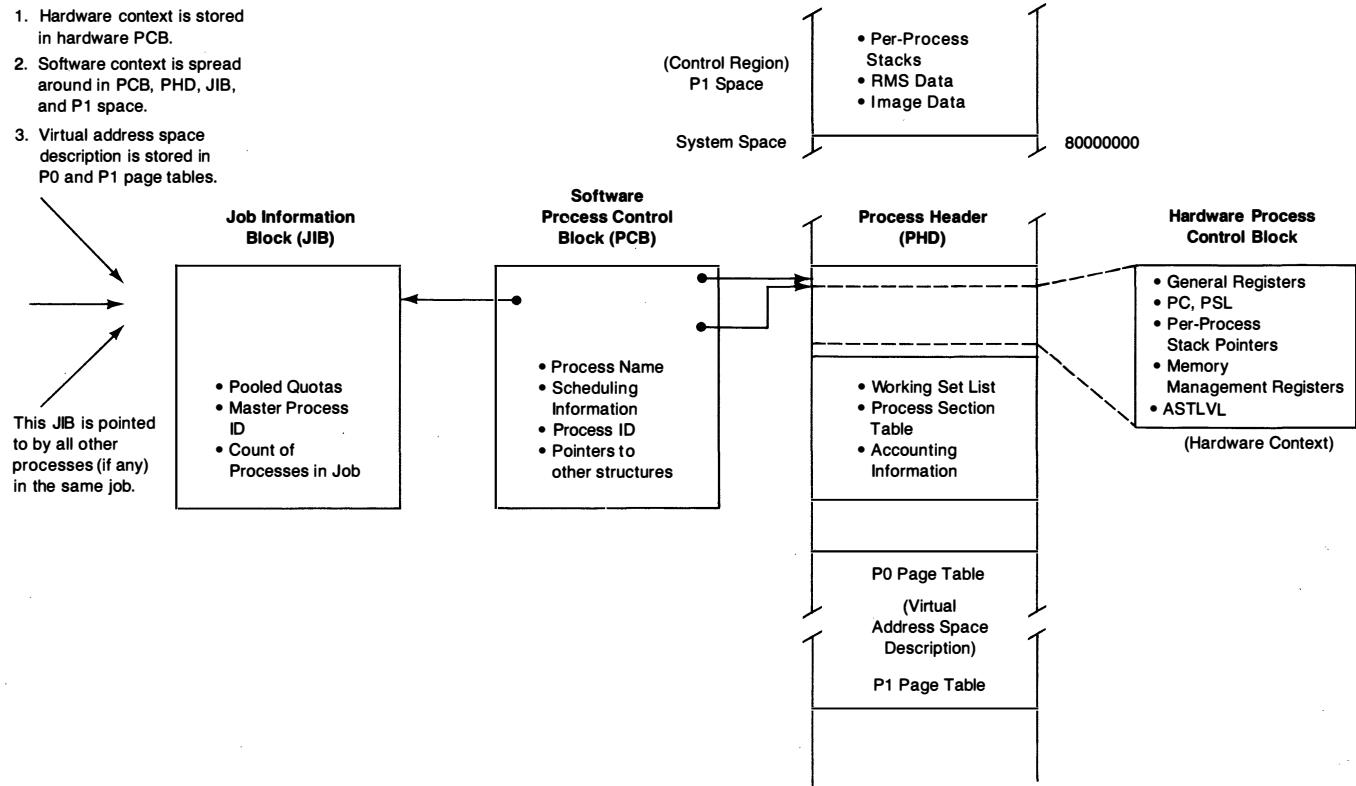 1. Hardware context is stored
in hardware PCB.
2. Software context is spread
around in PCB, PHD, JIB,
and P1 space.
3. Virtual address space
description is stored in
P0 and P1 page tables.
This JIB is pointed
to by all other
processes (if any)
in the same job.
Job Information
Block (JIB)
• Pooled Quotas
• Master Process
ID
• Count of
Processes in Job
Software
Process Control
Block (PCB)
• Process Name
• Scheduling
Information
• Process ID
• Pointers to
other structures
(Control Region)
P1 Space
System Space
• Per-Process
Stacks
• RMS Data
• Image Data
80000000
Process Header
(PHD)
• Working Set List
• Process Section
Table
• Accounting
Information
P0 Page Table
(Virtual
Address Space
Description)
P1 Page Table
Hardware Process
Control Block
• General Registers
• PC, PSL
• Per-Process
Stack Pointers
• Memory
Management Registers
• ASTLVL
(Hardware Context)